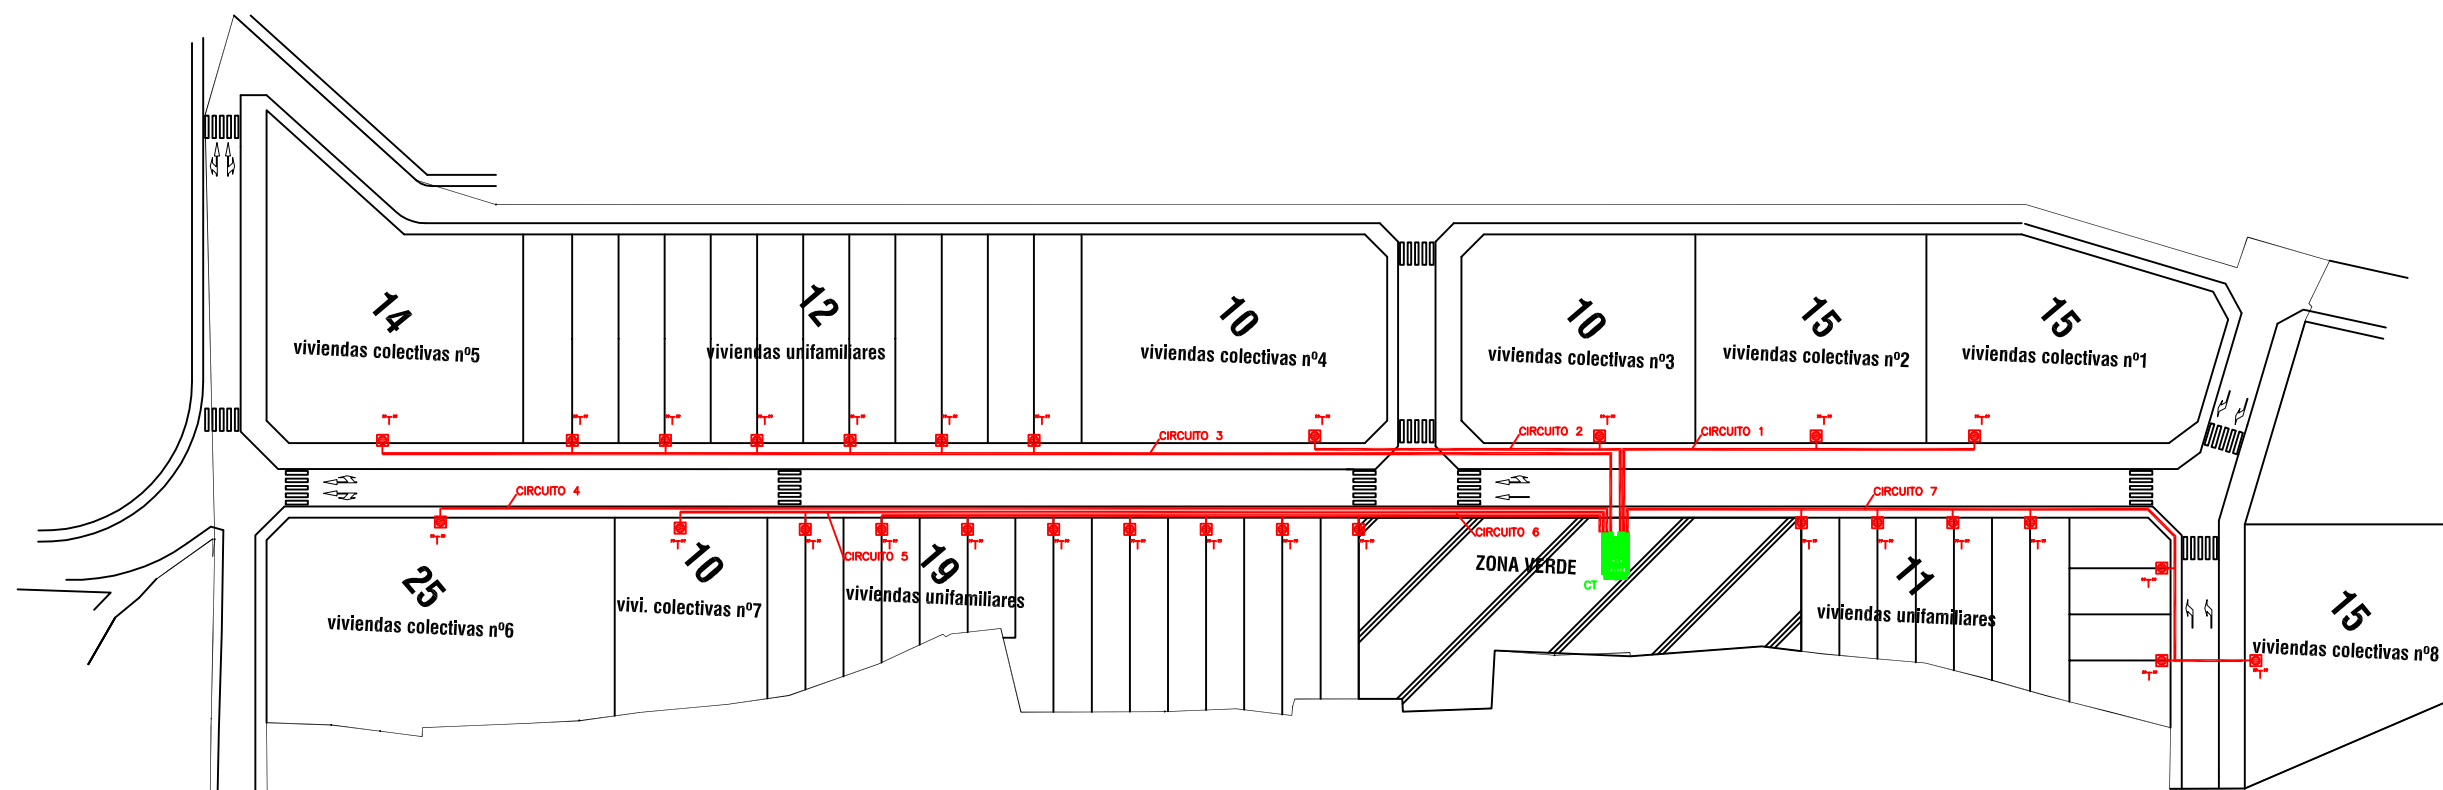 14
viviendas colectivas nº5
12
viviendas unifamiliares
10
viviendas colectivas nº4
10
viviendas colectivas nº3
15
viviendas colectivas nº2
15
viviendas colectivas nº1
"T"
"T"
"T"
"T"
"T"
"T"
"T"
"T"
"T"
"T"
"T"
CIRCUITO 3
CIRCUITO 2
CIRCUITO 1
CIRCUITO 4
CIRCUITO 7
"T"
"T"
"T"
"T"
"T"
"T"
"T"
"T"
"T"
"T"
"T"
"T"
"T"
"T"
CIRCUITO 5
CIRCUITO 6
ZONA VERDE
CT
25
viviendas colectivas nº6
10
vivi. colectivas nº7
19
viviendas unifamiliares
11
viviendas unifamiliares
"T"
"T"
"T"
15
viviendas colectivas nº8